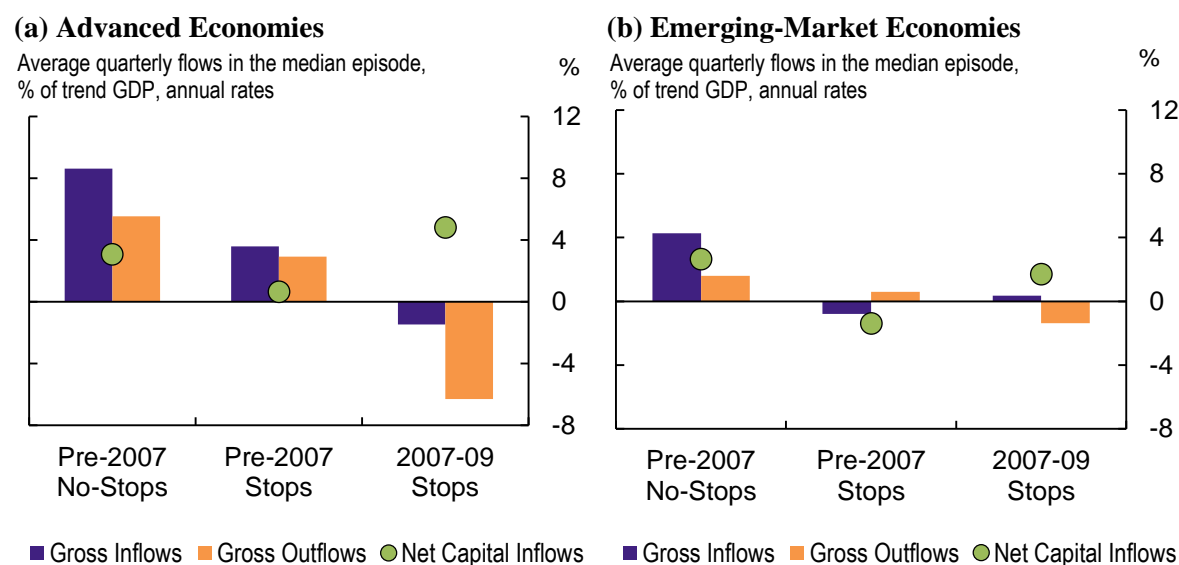 (a) Advanced Economies
Average quarterly flows in the median episode,
% of trend GDP, annual rates
%
12
8
4
0
-4
-8
Pre-2007
No-Stops
Pre-2007
Stops
2007-09
Stops
Gross Inflows Gross Outflows Net Capital Inflows
(b) Emerging-Market Economies
Average quarterly flows in the median episode,
% of trend GDP, annual rates
%
12
8
4
0
-4
-8
Pre-2007
No-Stops
Pre-2007
Stops
2007-09
Stops
Gross Inflows Gross Outflows Net Capital Inflows